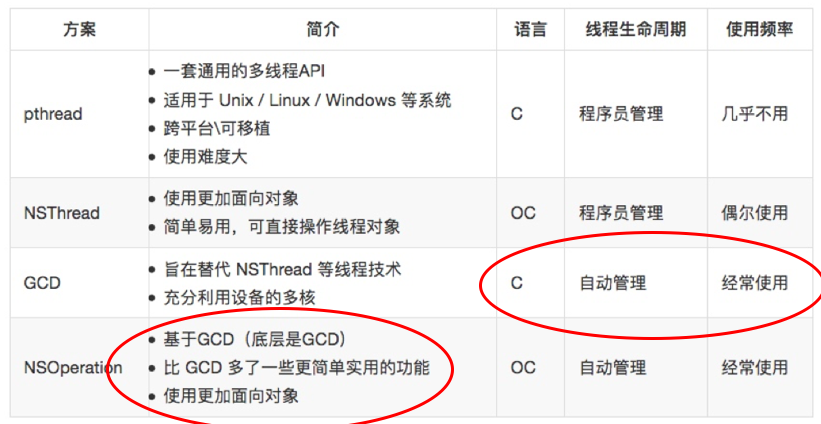 方案 简介 语言 线程生命周期 使用频率
一套通用的多线程API
适用于 Unix / Linux / Windows 等系统
pthread C 程序员管理 几乎不用
跨平台\可移植
使用难度大
使用更加面向对象
NSThread OC 程序员管理 偶尔使用
简单易用，可直接操作线程对象
旨在替代 NSThread 等线程技术
GCD C 自动管理 经常使用
充分利用设备的多核
基于GCD（底层是GCD）
NSOperation 比 GCD 多了一些更简单实用的功能 OC 自动管理 经常使用
使用更加面向对象